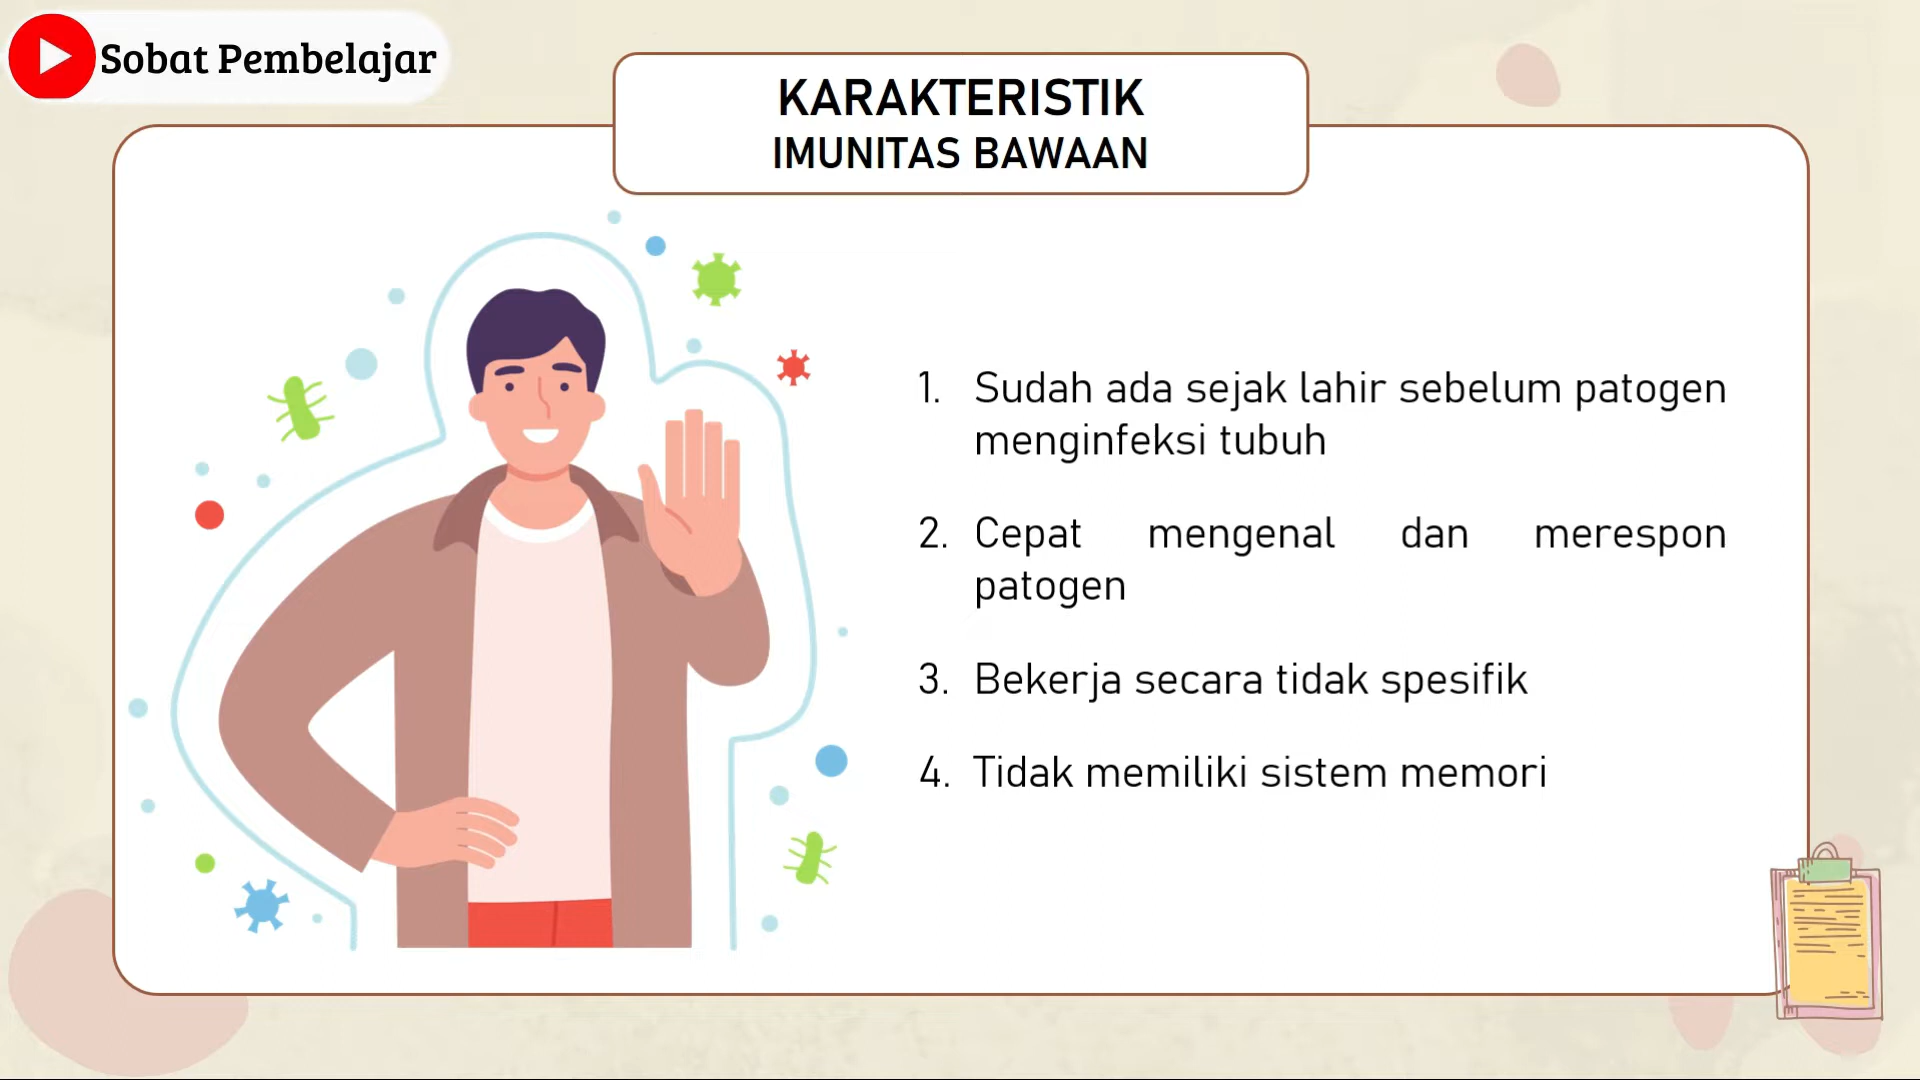 Sobat Pembelajar
KARAKTERISTIK
IMUNITAS BAWAAN
1. Sudah ada sejak lahir sebelum patogen
menginfeksi tubuh
2. Cepat mengenal dan merespon
patogen
3. Bekerja secara tidak spesifik
4. Tidak memiliki sistem memori